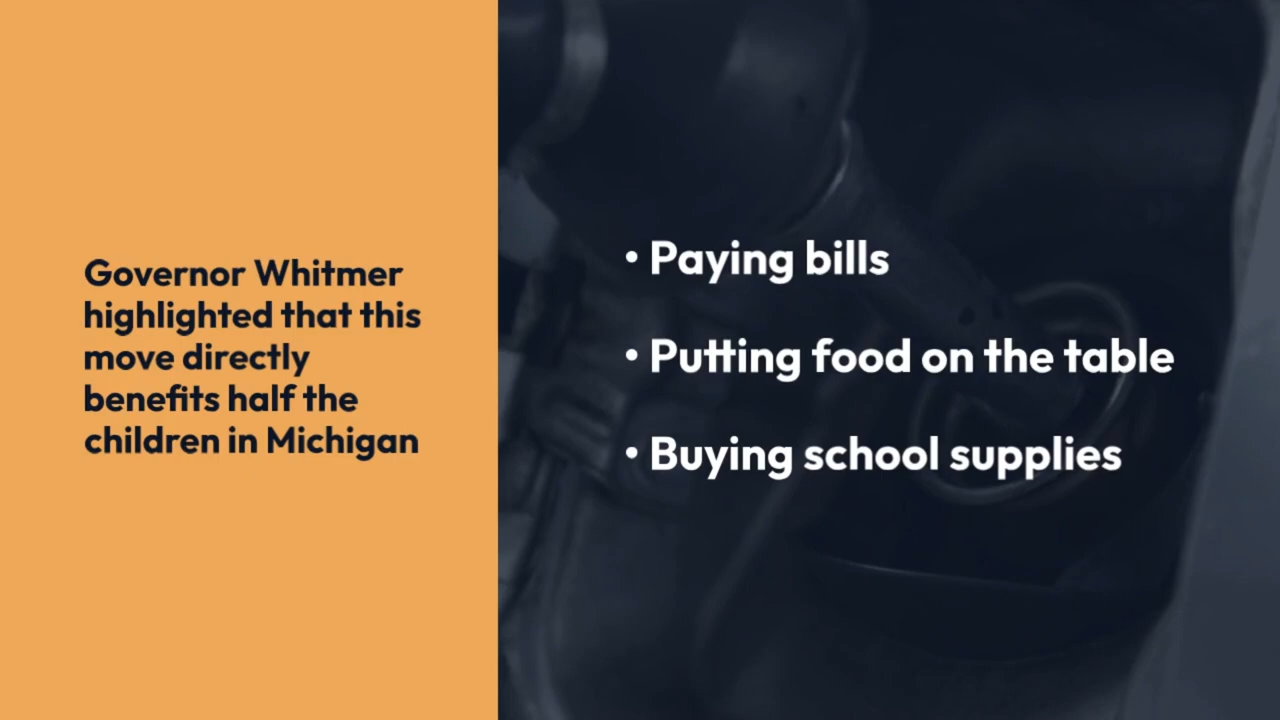 Governor Whitmer
highlighted that this
move directly
benefits half the
children in Michigan
• Paying bills
• Putting food on the table
• Buying school supplies